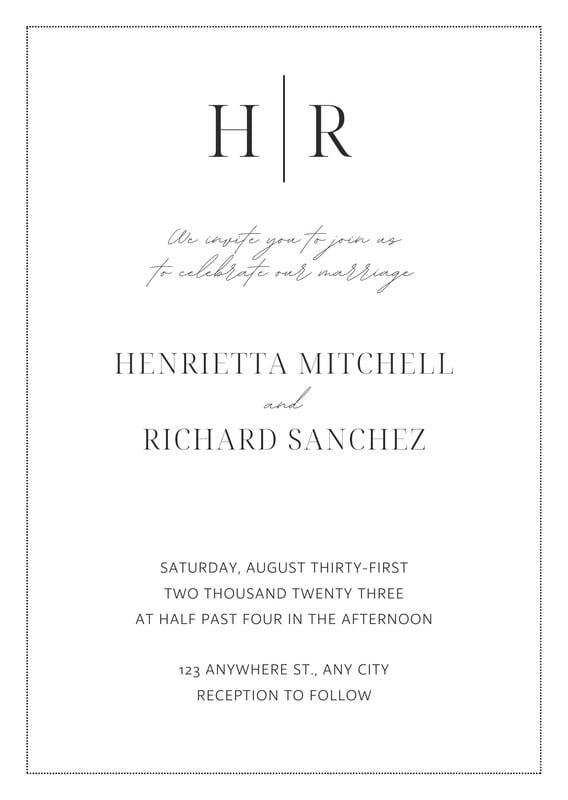 H | R
We invite you to join us
to celebrate our marriage
HENRIETTA MITCHELL
and
RICHARD SANCHEZ
SATURDAY, AUGUST THIRTY-FIRST
TWO THOUSAND TWENTY THREE
AT HALF PAST FOUR IN THE AFTERNOON
123 ANYWHERE ST., ANY CITY
RECEPTION TO FOLLOW